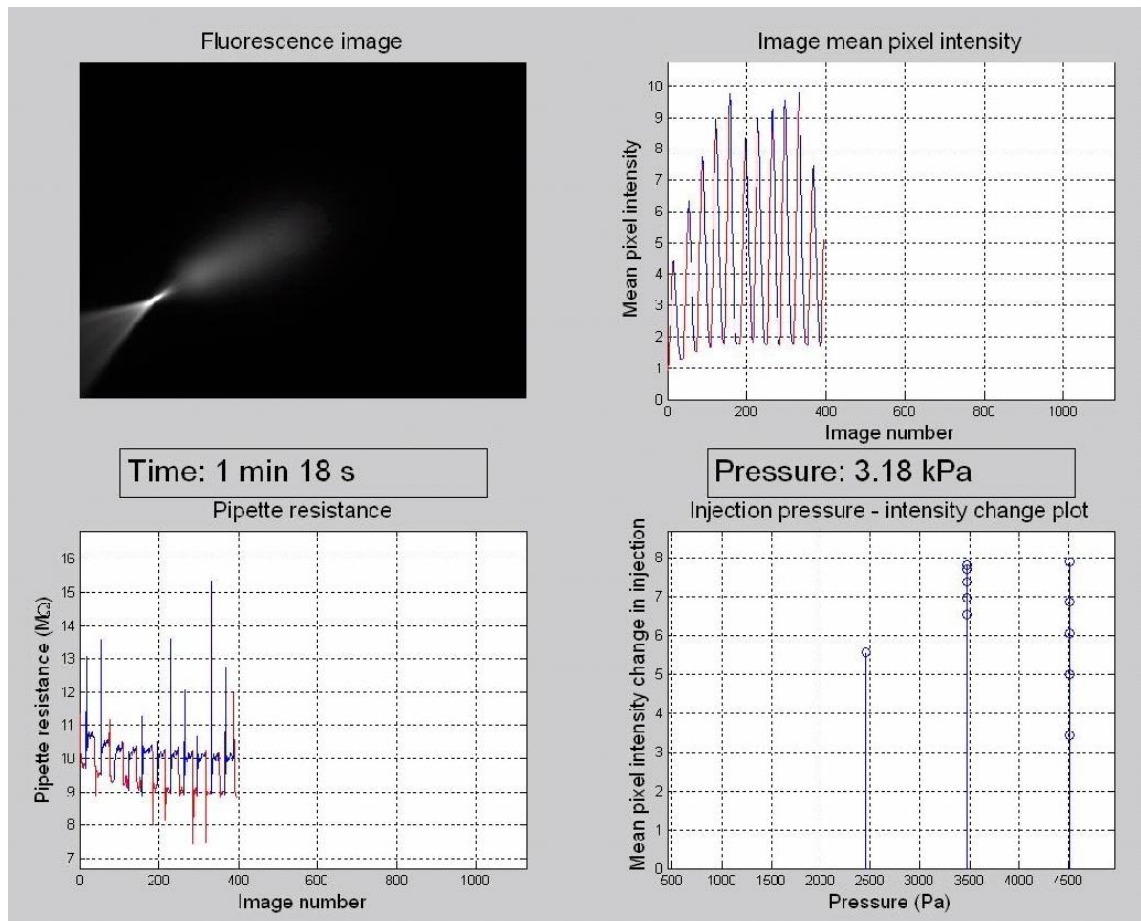 Fluorescence image
Image mean pixel intensity
Mean pixel intensity
10
9
8
7
6
5
4
3
2
1
0
0 200 400 600 800 1000
Image number
Time: 1 min 18 s
Pressure: 3.18 kPa
Pipette resistance
Pipette resistance (MΩ)
16
15
14
13
12
11
10
9
8
7
0 200 400 600 800 1000
Image number
Injection pressure - intensity change plot
Mean pixel intensity change in injection
8
7
6
5
4
3
2
1
0
500 1000 1500 2000 2500 3000 3500 4000 4500
Pressure (Pa)